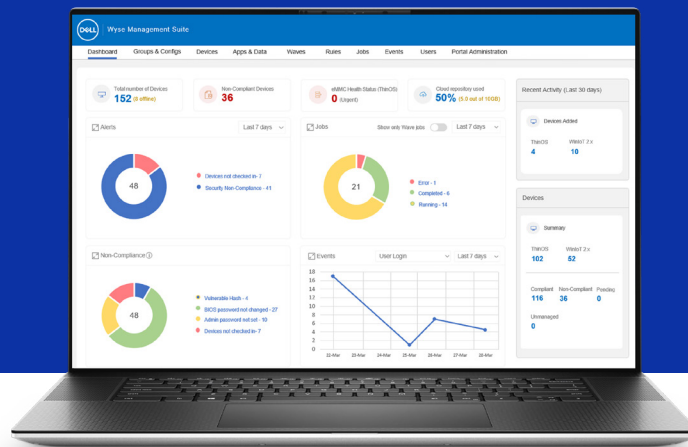 DELL
Wyse Management Suite
Dashboard Groups & Configs Devices Apps & Data Waves Rules Jobs Events Users Portal Administration
Total number of Devices
152 (8 offline)
Non-Compliant Devices
36
eMMC Health Status (ThinOS)
0 (Urgent)
Cloud repository used
50% (5.0 out of 10GB)
Recent Activity (Last 30 days)
Devices Added
ThinOS WinIoT 2.x
4 10
Alerts Last 7 days
48
Devices not checked in- 7
Security Non-Compliance - 41
Jobs Show only Wave jobs Last 7 days
21
Error - 1
Completed - 6
Running - 14
Devices
Summary
ThinOS WinIoT 2.x
102 52
Compliant Non-Compliant Pending
116 36 0
Unmanaged
0
Non-Compliance
48
Vulnerable Hash - 4
BIOS password not changed - 27
Admin password not set - 10
Devices not checked in- 7
Events User Login Last 7 days
18
16
14
12
10
8
6
4
2
0
22-Mar 23-Mar 24-Mar 25-Mar 26-Mar 27-Mar 28-Mar